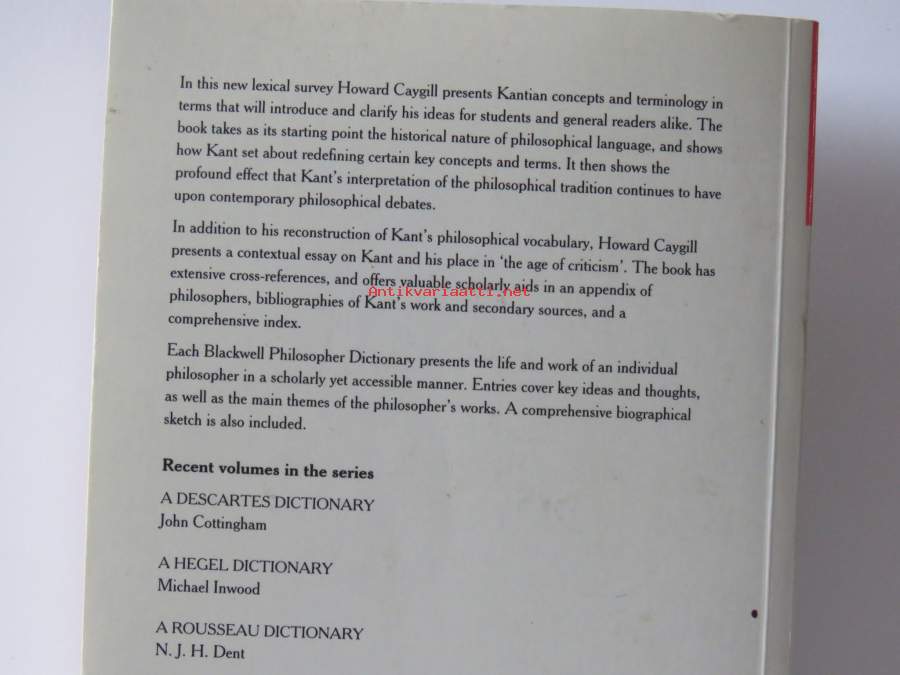 In this new lexical survey Howard Caygill presents Kantian concepts and terminology in
terms that will introduce and clarify his ideas for students and general readers alike. The
book takes as its starting point the historical nature of philosophical language, and shows
how Kant set about redefining certain key concepts and terms. It then shows the
profound effect that Kant's interpretation of the philosophical tradition continues to have
upon contemporary philosophical debates.
In addition to his reconstruction of Kant's philosophical vocabulary, Howard Caygill
presents a contextual essay on Kant and his place in 'the age of criticism'. The book has
extensive cross-references, and offers valuable scholarly aids in an appendix of
Antikvariaatti.net
philosophers, bibliographies of Kant's work and secondary sources, and a
comprehensive index.
Each Blackwell Philosopher Dictionary presents the life and work of an individual
philosopher in a scholarly yet accessible manner. Entries cover key ideas and thoughts,
as well as the main themes of the philosopher's works. A comprehensive biographical
sketch is also included.
Recent volumes in the series
A DESCARTES DICTIONARY
John Cottingham
A HEGEL DICTIONARY
Michael Inwood
A ROUSSEAU DICTIONARY
N. J. H. Dent